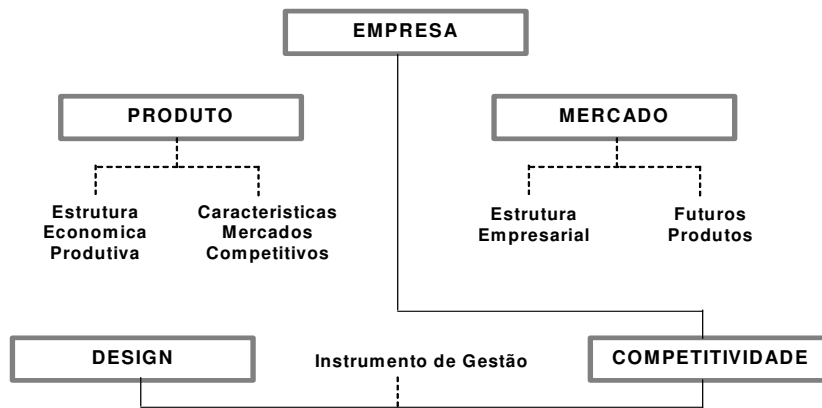 EMPRESA
PRODUTO
MERCADO
Estrutura
Economica
Produtiva
Caracteristicas
Mercados
Competitivos
Estrutura
Empresarial
Futuros
Produtos
DESIGN
Instrumento de Gestão
COMPETITIVIDADE